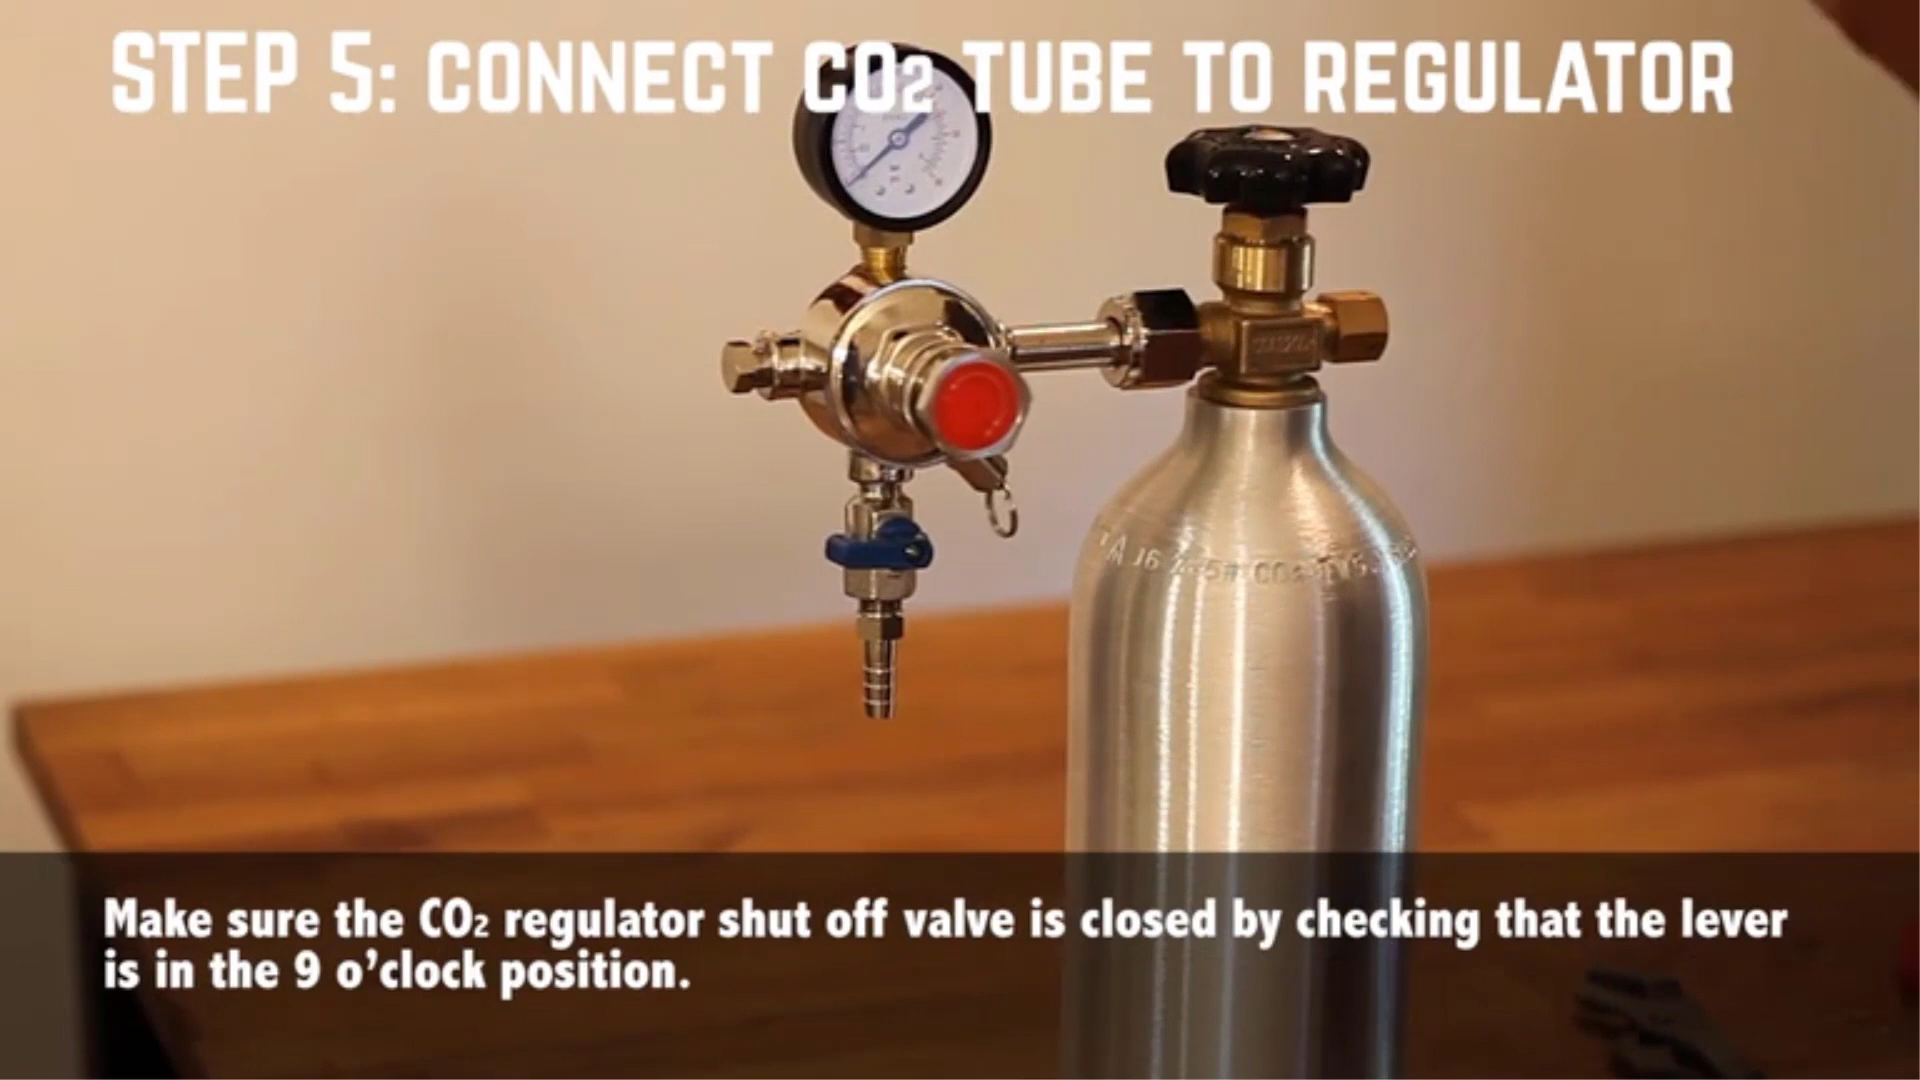 STEP 5: CONNECT CO2 TUBE TO REGULATOR
Make sure the CO2 regulator shut off valve is closed by checking that the lever
is in the 9 o'clock position.